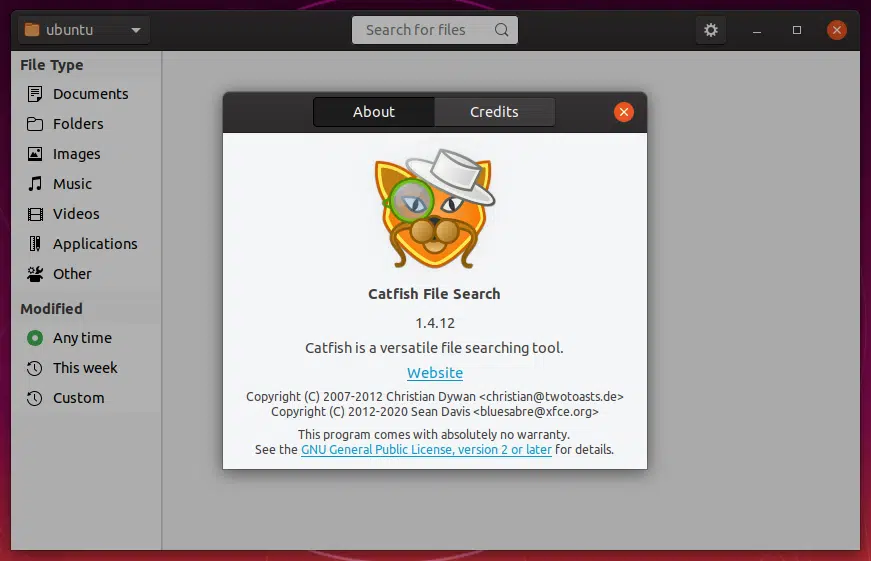 ubuntu
Search for files
File Type
Documents
Folders
Images
Music
Videos
Applications
Other
Modified
Any time
This week
Custom
About
Credits
Catfish File Search
1.4.12
Catfish is a versatile file searching tool.
Website
Copyright (C) 2007-2012 Christian Dywan <christian@twotoasts.de>
Copyright (C) 2012-2020 Sean Davis <bluesabre@xfce.org>
This program comes with absolutely no warranty.
See the GNU General Public License, version 2 or later for details.